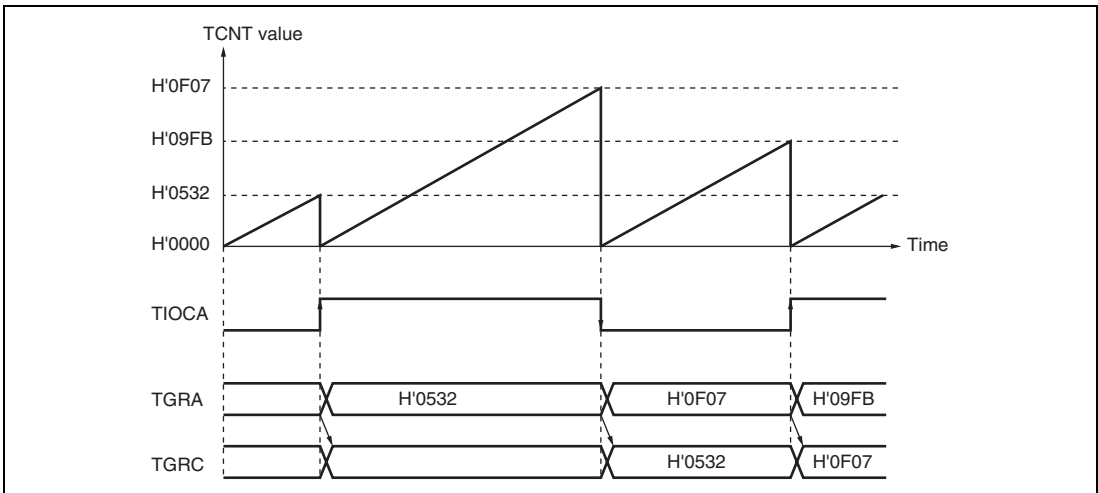 TCNT value
H'0F07
H'09FB
H'0532
H'0000
Time
TIOCA
TGRA
H'0532
H'0F07
H'09FB
TGRC
H'0532
H'0F07